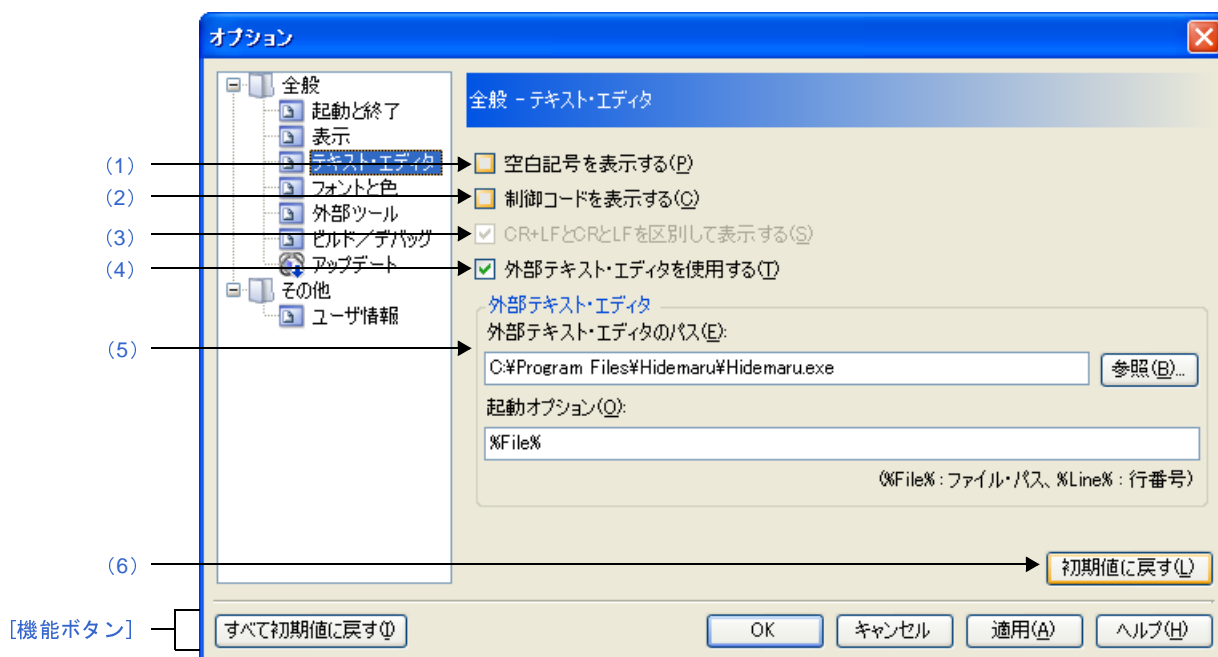 オプション
全般
起動と終了
表示
テキスト・エディタ
フォントと色
外部ツール
ビルド／デバッグ
アップデート
その他
ユーザ情報
全般 - テキスト・エディタ
(1)
空白記号を表示する(P)
(2)
制御コードを表示する(C)
(3)
CR+LFとCRとLFを区別して表示する(S)
(4)
外部テキスト・エディタを使用する(T)
外部テキスト・エディタ
(5)
外部テキスト・エディタのパス(E):
C:¥Program Files¥Hidemaru¥Hidemaru.exe
参照(B)...
起動オプション(O):
%File%
(%File% : ファイル・パス、%Line% : 行番号)
(6)
初期値に戻す(L)
[機能ボタン]
すべて初期値に戻す(I)
OK
キャンセル
適用(A)
ヘルプ(H)